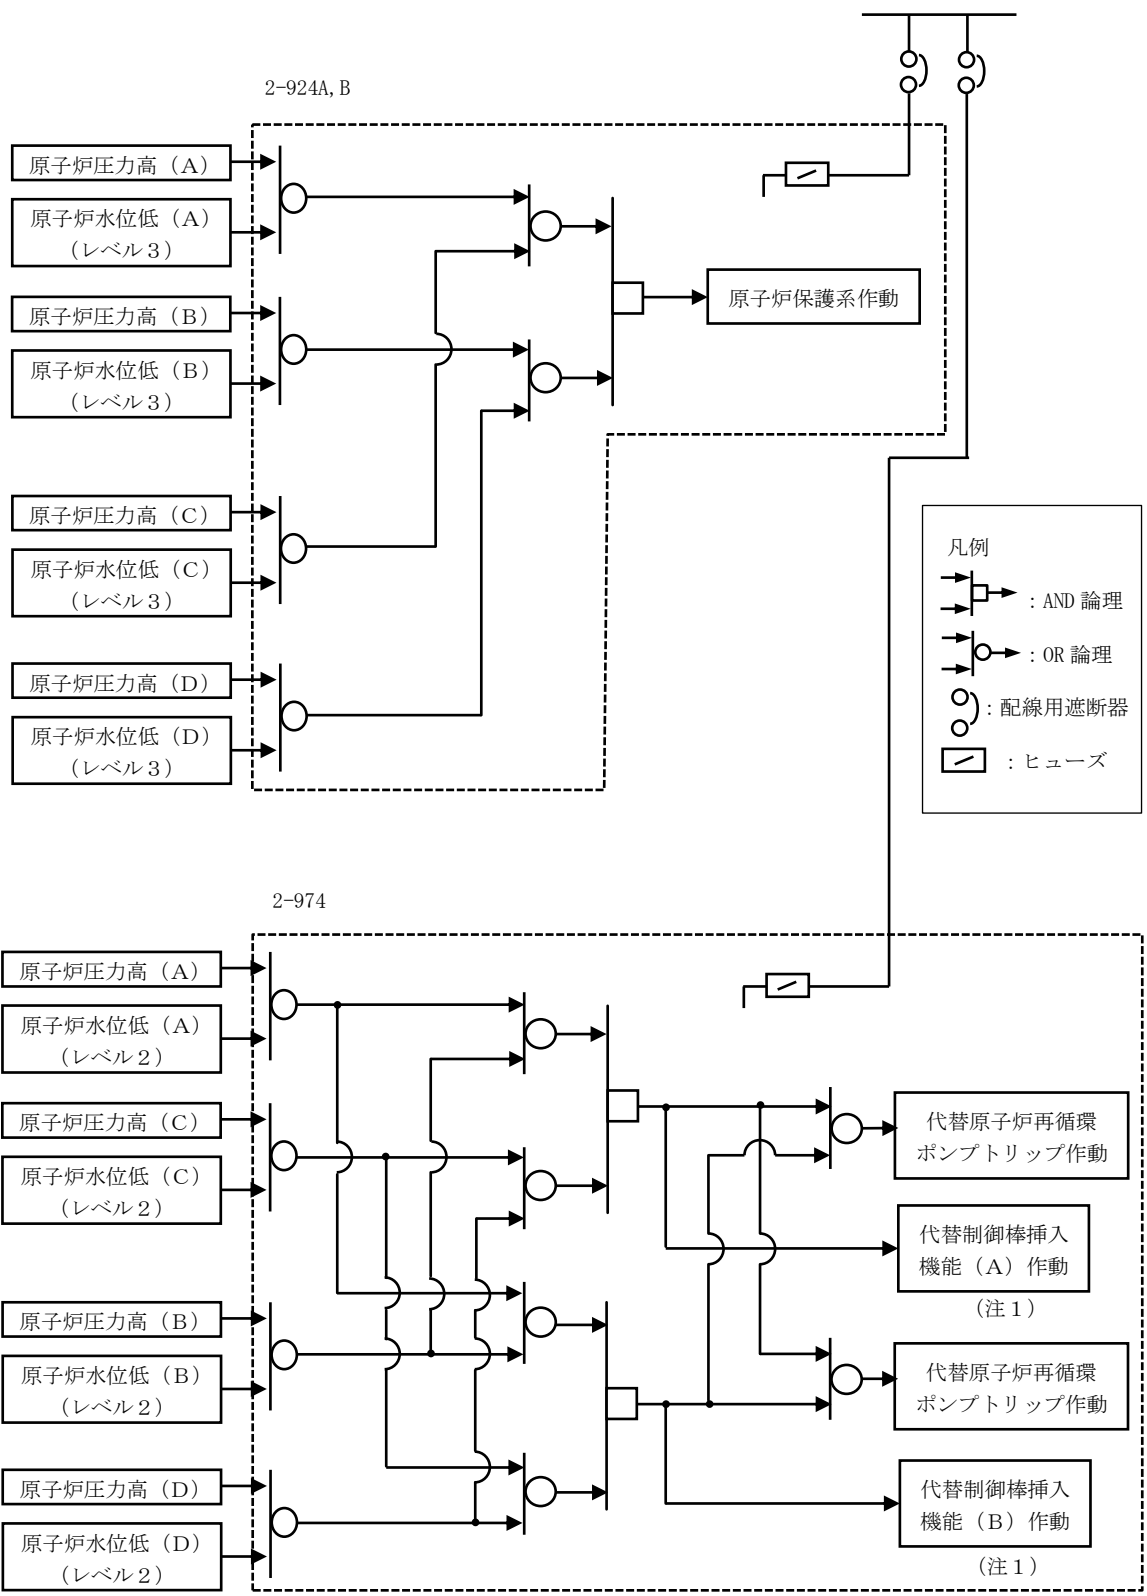 2-924A,B
原子炉圧力高（A）
原子炉水位低（A）
（レベル３）
原子炉圧力高（B）
原子炉水位低（B）
（レベル３）
原子炉圧力高（C）
原子炉水位低（C）
（レベル３）
原子炉圧力高（D）
原子炉水位低（D）
（レベル３）
原子炉保護系作動
凡例
：AND 論理
：OR 論理
：配線用遮断器
：ヒューズ
2-974
原子炉圧力高（A）
原子炉水位低（A）
（レベル２）
原子炉圧力高（C）
原子炉水位低（C）
（レベル２）
原子炉圧力高（B）
原子炉水位低（B）
（レベル２）
原子炉圧力高（D）
原子炉水位低（D）
（レベル２）
代替原子炉再循環
ポンプトリップ作動
代替制御棒挿入
機能（A）作動
（注１）
代替原子炉再循環
ポンプトリップ作動
代替制御棒挿入
機能（B）作動
（注１）